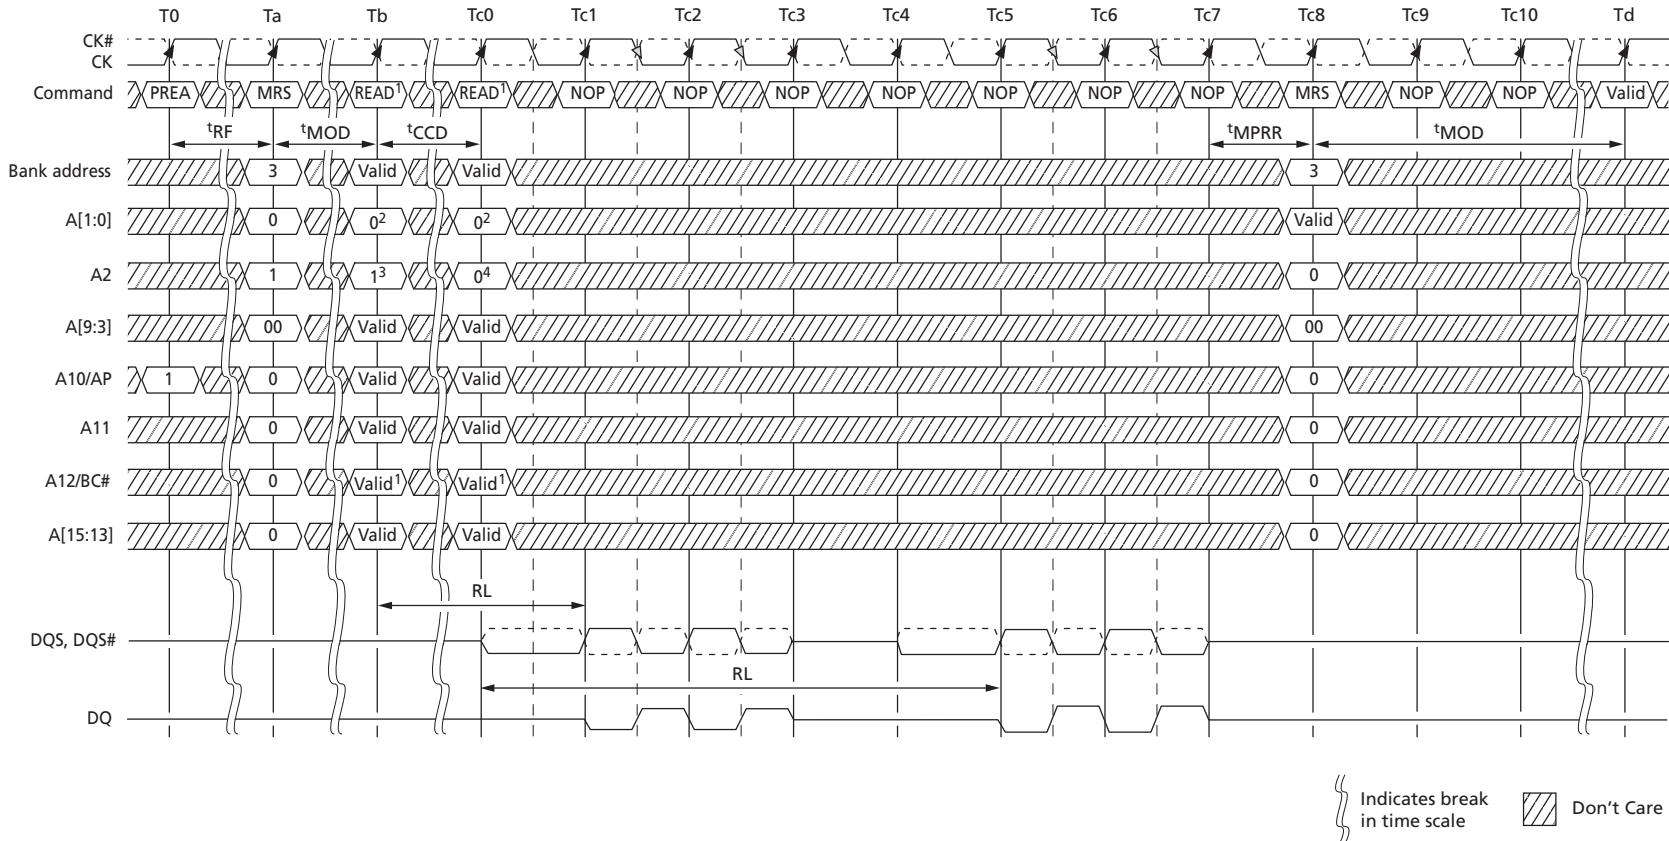 T0 Ta Tb Tc0 Tc1 Tc2 Tc3 Tc4 Tc5 Tc6 Tc7 Tc8 Tc9 Tc10 Td
CK#
CK
Command PREA MRS READ¹ READ¹ NOP NOP NOP NOP NOP NOP NOP MRS NOP NOP Valid
tRF tMOD tCCD tMPRR tMOD
Bank address 3 Valid Valid 3
A[1:0] 0 0² 0² Valid
A2 1 1³ 0⁴ 0
A[9:3] 00 Valid Valid 00
A10/AP 1 0 Valid Valid 0
A11 0 Valid Valid 0
A12/BC# 0 Valid¹ Valid¹ 0
A[15:13] 0 Valid Valid 0
RL
DQS, DQS#
RL
DQ
Indicates break
in time scale
Don't Care